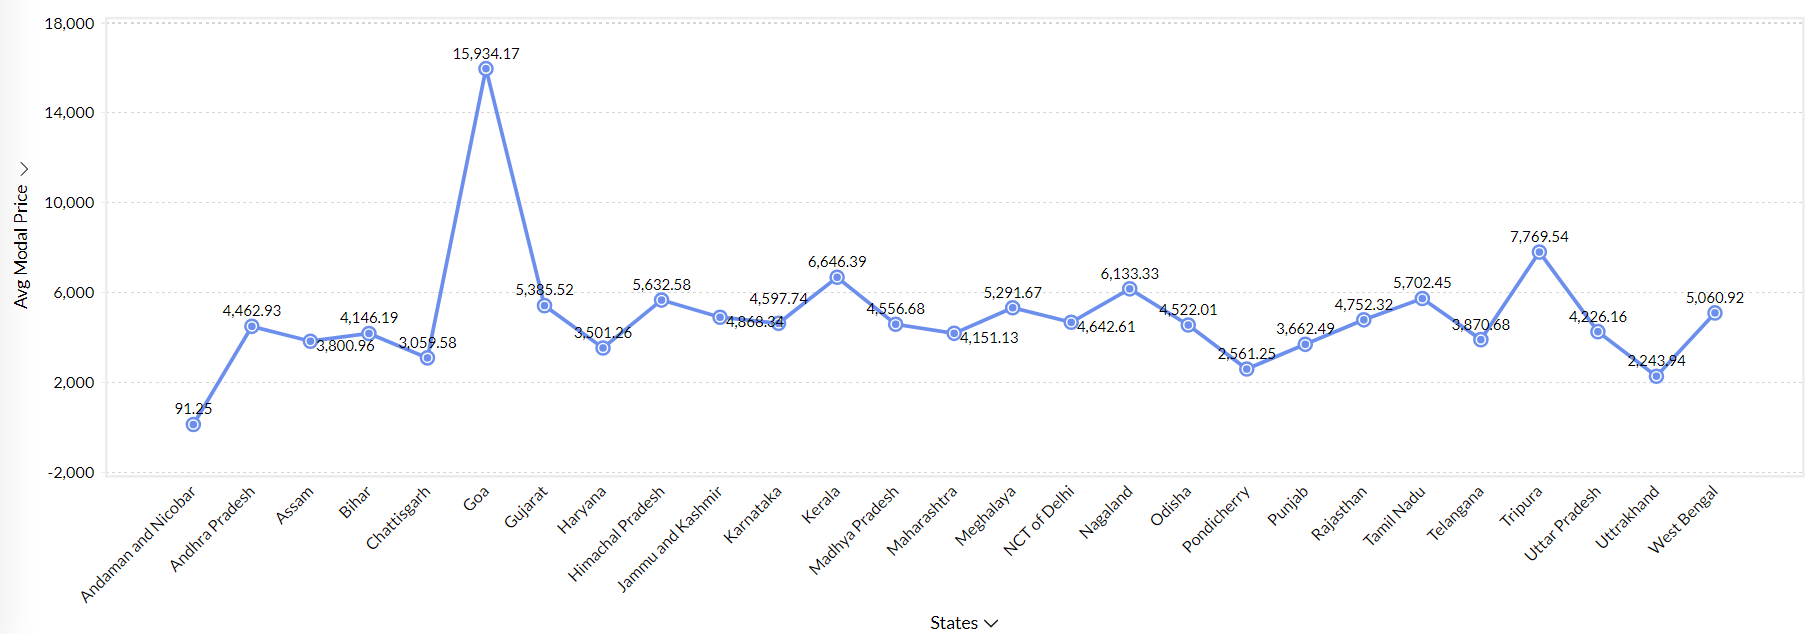 18,000
14,000
10,000
6,000
2,000
-2,000
Avg Modal Price
91.25
4,462.93
3,800.96
4,146.19
3,059.58
15,934.17
5,385.52
3,501.26
5,632.58
4,868.34
4,597.74
6,646.39
4,556.68
4,151.13
5,291.67
4,642.61
6,133.33
4,522.01
2,561.25
3,662.49
4,752.32
5,702.45
3,870.68
7,769.54
4,226.16
2,243.94
5,060.92
Andaman and Nicobar
Andhra Pradesh
Assam
Bihar
Chattisgarh
Goa
Gujarat
Haryana
Himachal Pradesh
Jammu and Kashmir
Karnataka
Kerala
Madhya Pradesh
Maharashtra
Meghalaya
NCT of Delhi
Nagaland
Odisha
Pondicherry
Punjab
Rajasthan
Tamil Nadu
Telangana
Tripura
Uttar Pradesh
Uttrakhand
West Bengal
States